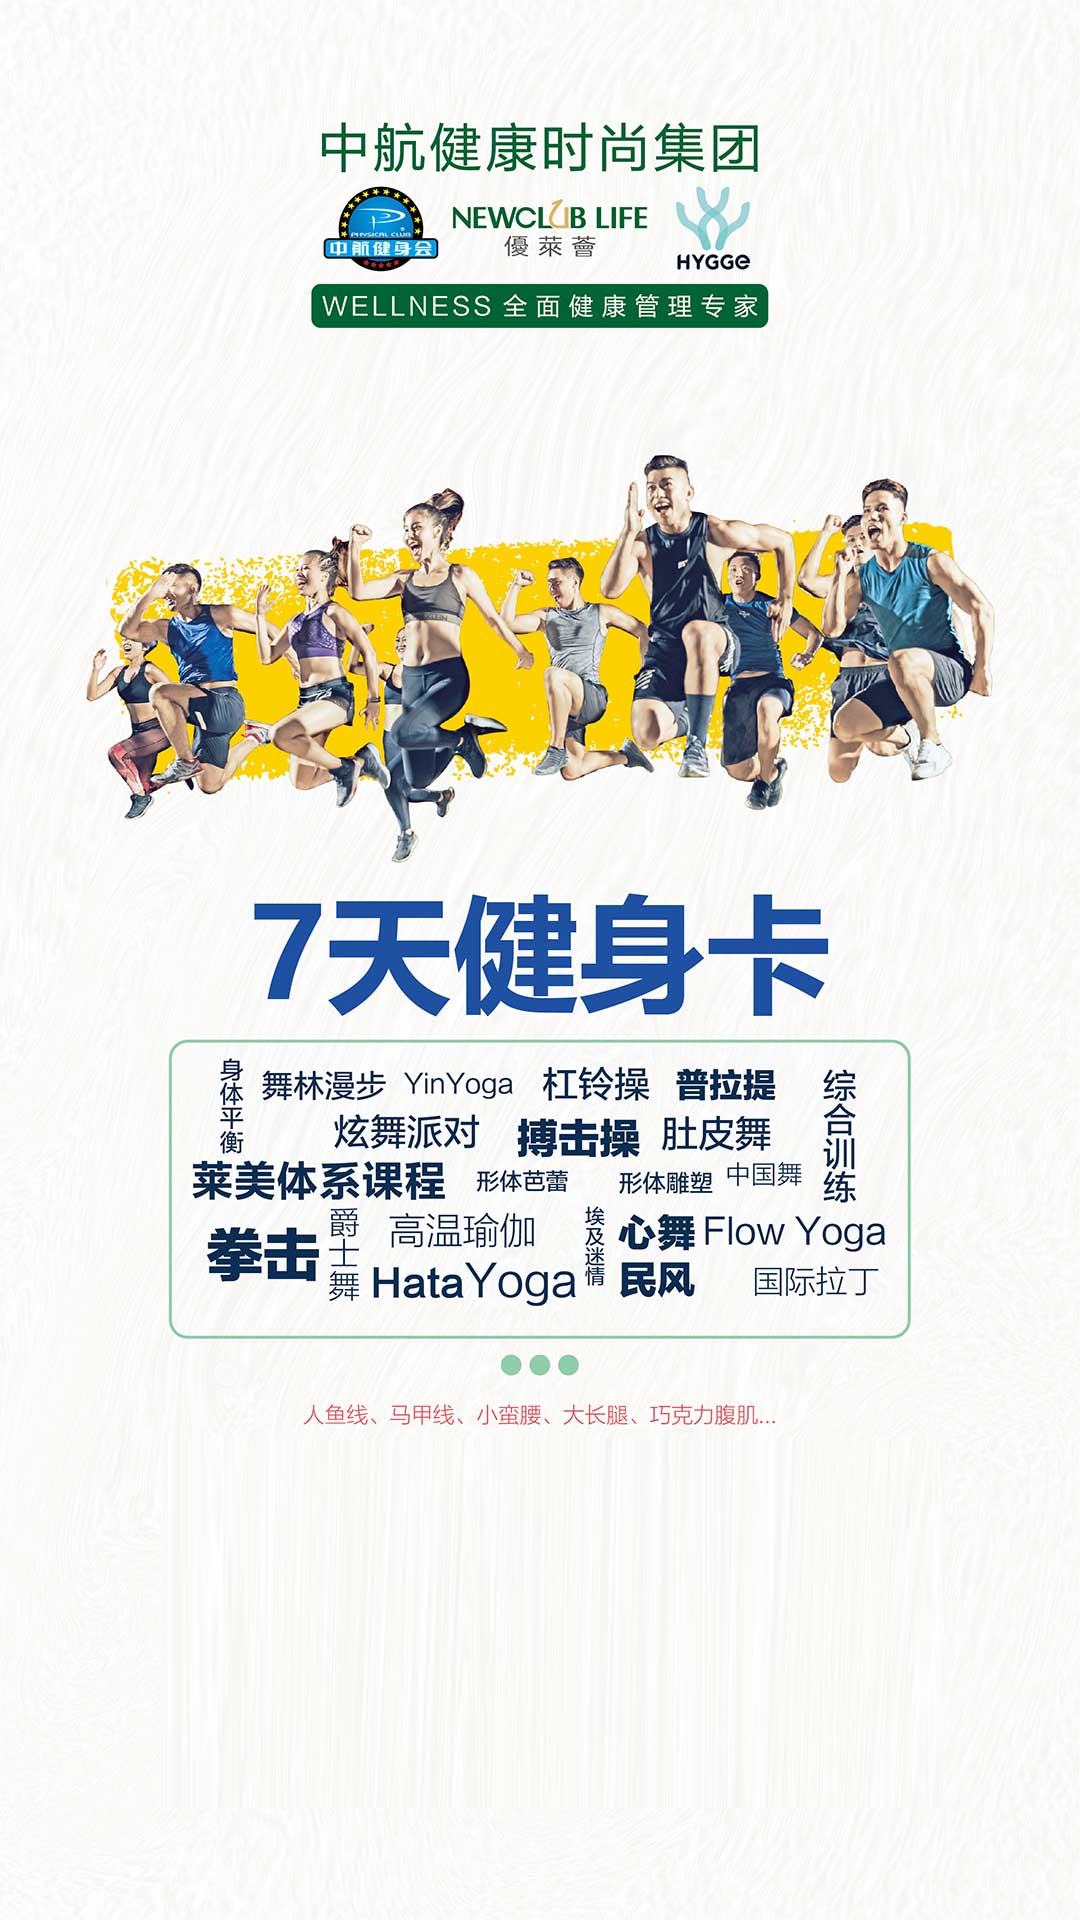 中航健康时尚集团
PHYSICAL CLUB
中航健身会
NEWCLUB LIFE
優萊薈
HYGGe
WELLNESS 全面健康管理专家
7天健身卡
身体平衡
舞林漫步 YinYoga 杠铃操 普拉提
综合训练
炫舞派对 搏击操 肚皮舞
莱美体系课程 形体芭蕾 形体雕塑 中国舞
拳击
爵士舞
高温瑜伽
埃及迷情
心舞 Flow Yoga
HataYoga 民风 国际拉丁
人鱼线、马甲线、小蛮腰、大长腿、巧克力腹肌...